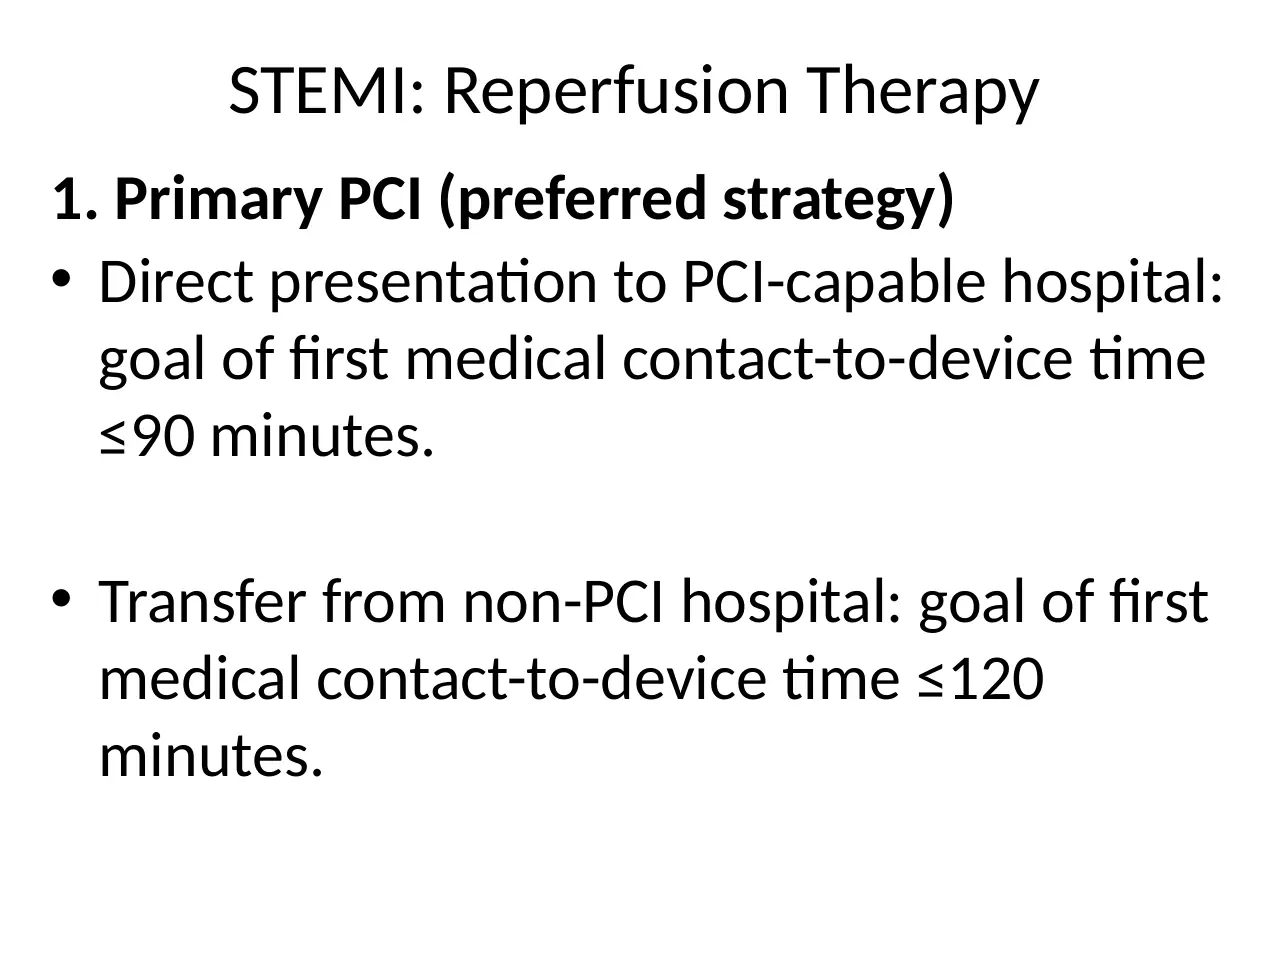 STEMI: Reperfusion Therapy
1. Primary PCI (preferred strategy)
• Direct presentation to PCI-capable hospital:
goal of first medical contact-to-device time
≤90 minutes.
• Transfer from non-PCI hospital: goal of first
medical contact-to-device time ≤120
minutes.